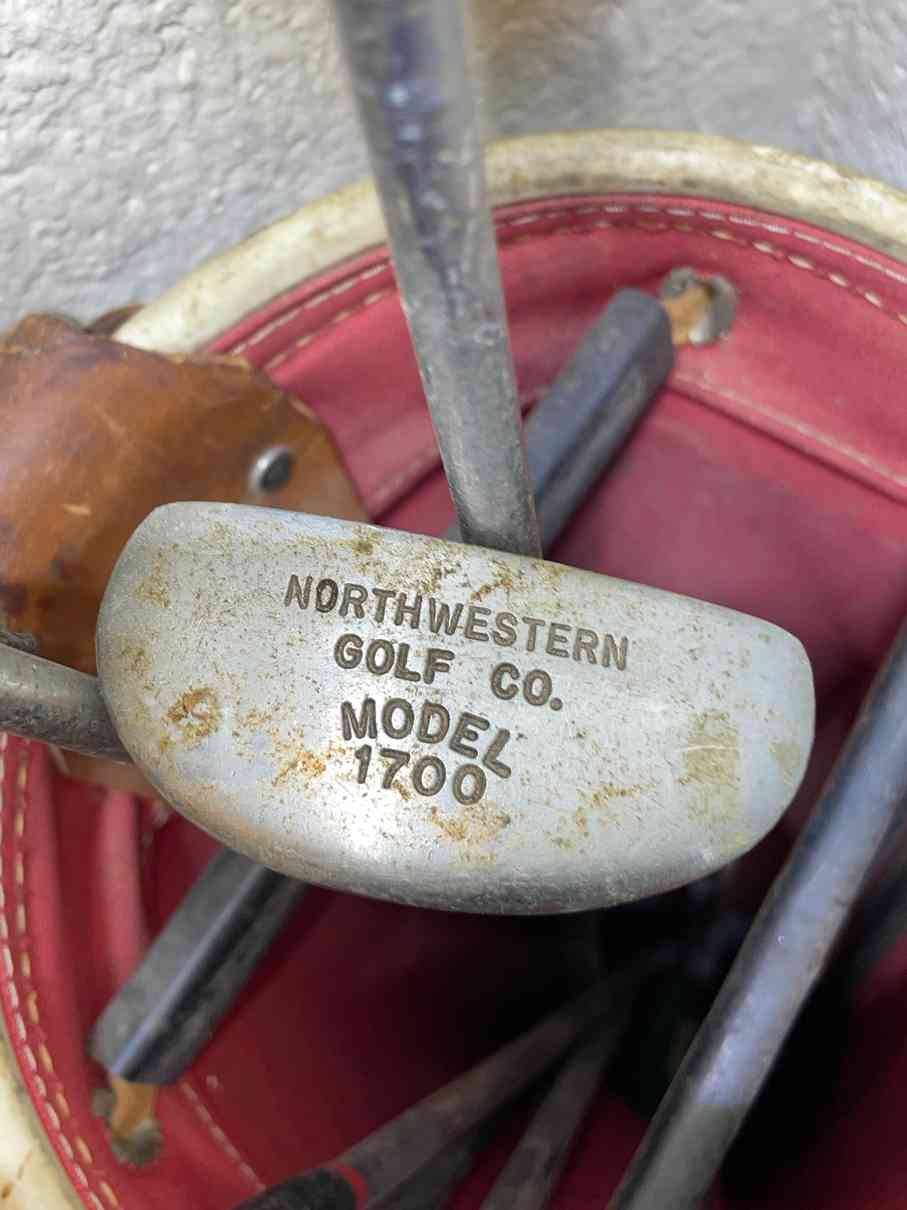 NORTHWESTERN
GOLF CO.
MODEL
1700